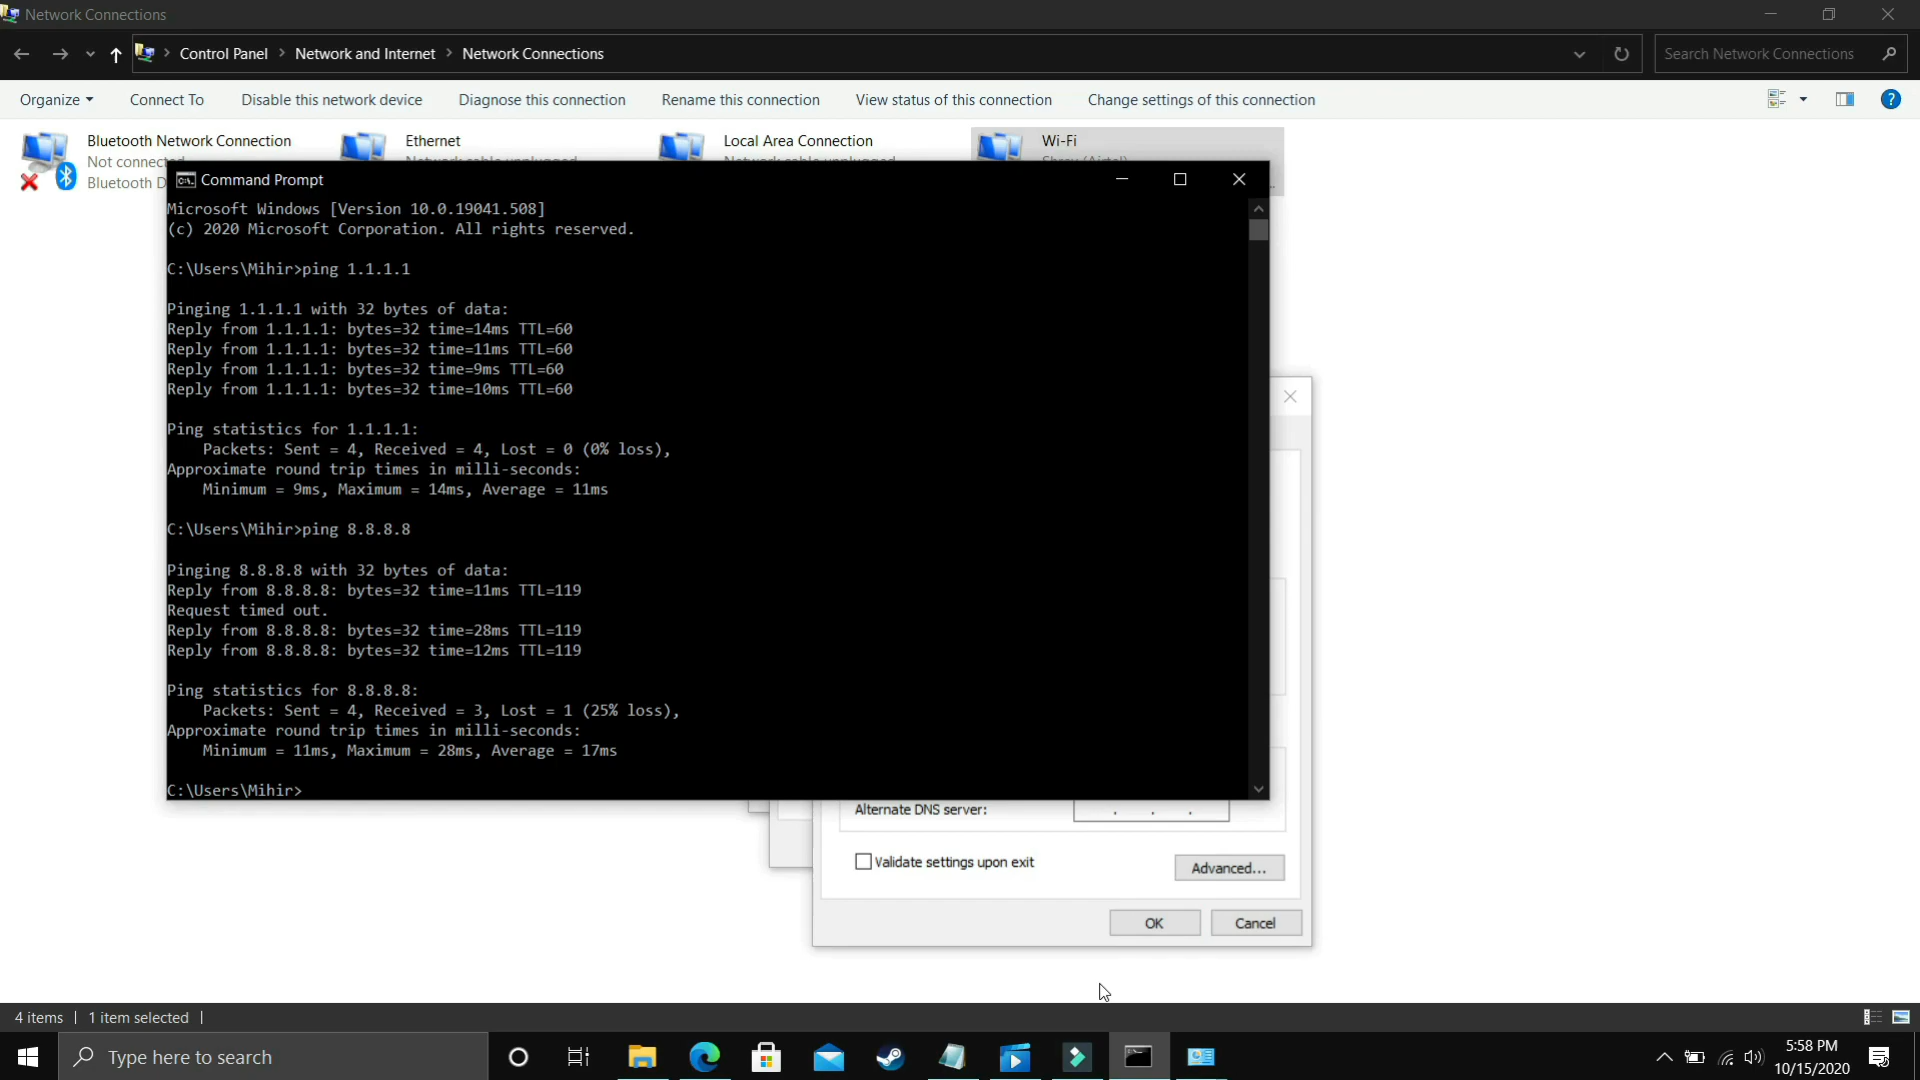 Network Connections
Control Panel > Network and Internet > Network Connections
Search Network Connections
Organize
Connect To
Disable this network device
Diagnose this connection
Rename this connection
View status of this connection
Change settings of this connection
Bluetooth Network Connection
Not connected
Bluetooth D
Ethernet
Network cable unplugged
Local Area Connection
Network cable unplugged
Wi-Fi
Command Prompt
Microsoft Windows [Version 10.0.19041.508]
(c) 2020 Microsoft Corporation. All rights reserved.
C:\Users\Mihir>ping 1.1.1.1
Pinging 1.1.1.1 with 32 bytes of data:
Reply from 1.1.1.1: bytes=32 time=14ms TTL=60
Reply from 1.1.1.1: bytes=32 time=11ms TTL=60
Reply from 1.1.1.1: bytes=32 time=9ms TTL=60
Reply from 1.1.1.1: bytes=32 time=10ms TTL=60
Ping statistics for 1.1.1.1:
Packets: Sent = 4, Received = 4, Lost = 0 (0% loss),
Approximate round trip times in milli-seconds:
Minimum = 9ms, Maximum = 14ms, Average = 11ms
C:\Users\Mihir>ping 8.8.8.8
Pinging 8.8.8.8 with 32 bytes of data:
Reply from 8.8.8.8: bytes=32 time=11ms TTL=119
Request timed out.
Reply from 8.8.8.8: bytes=32 time=28ms TTL=119
Reply from 8.8.8.8: bytes=32 time=12ms TTL=119
Ping statistics for 8.8.8.8:
Packets: Sent = 4, Received = 3, Lost = 1 (25% loss),
Approximate round trip times in milli-seconds:
Minimum = 11ms, Maximum = 28ms, Average = 17ms
C:\Users\Mihir>
Alternate DNS server:
Validate settings upon exit
Advanced...
OK
Cancel
4 items
1 item selected
Type here to search
5:58 PM
10/15/2020